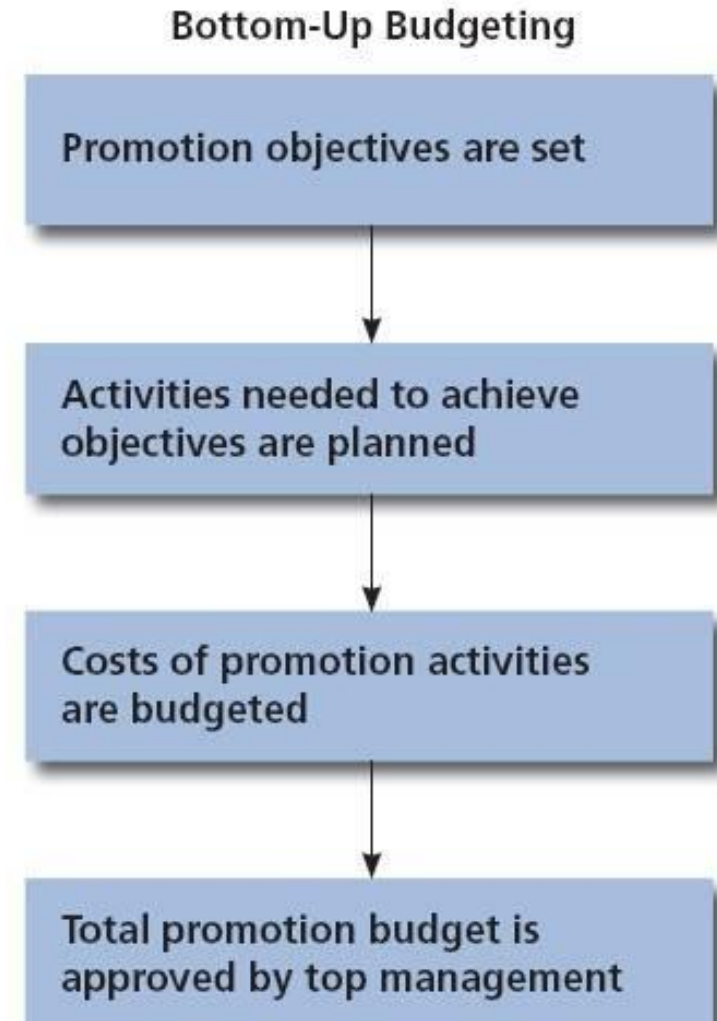 Bottom-Up Budgeting
Promotion objectives are set
Activities needed to achieve
objectives are planned
Costs of promotion activities
are budgeted
Total promotion budget is
approved by top management